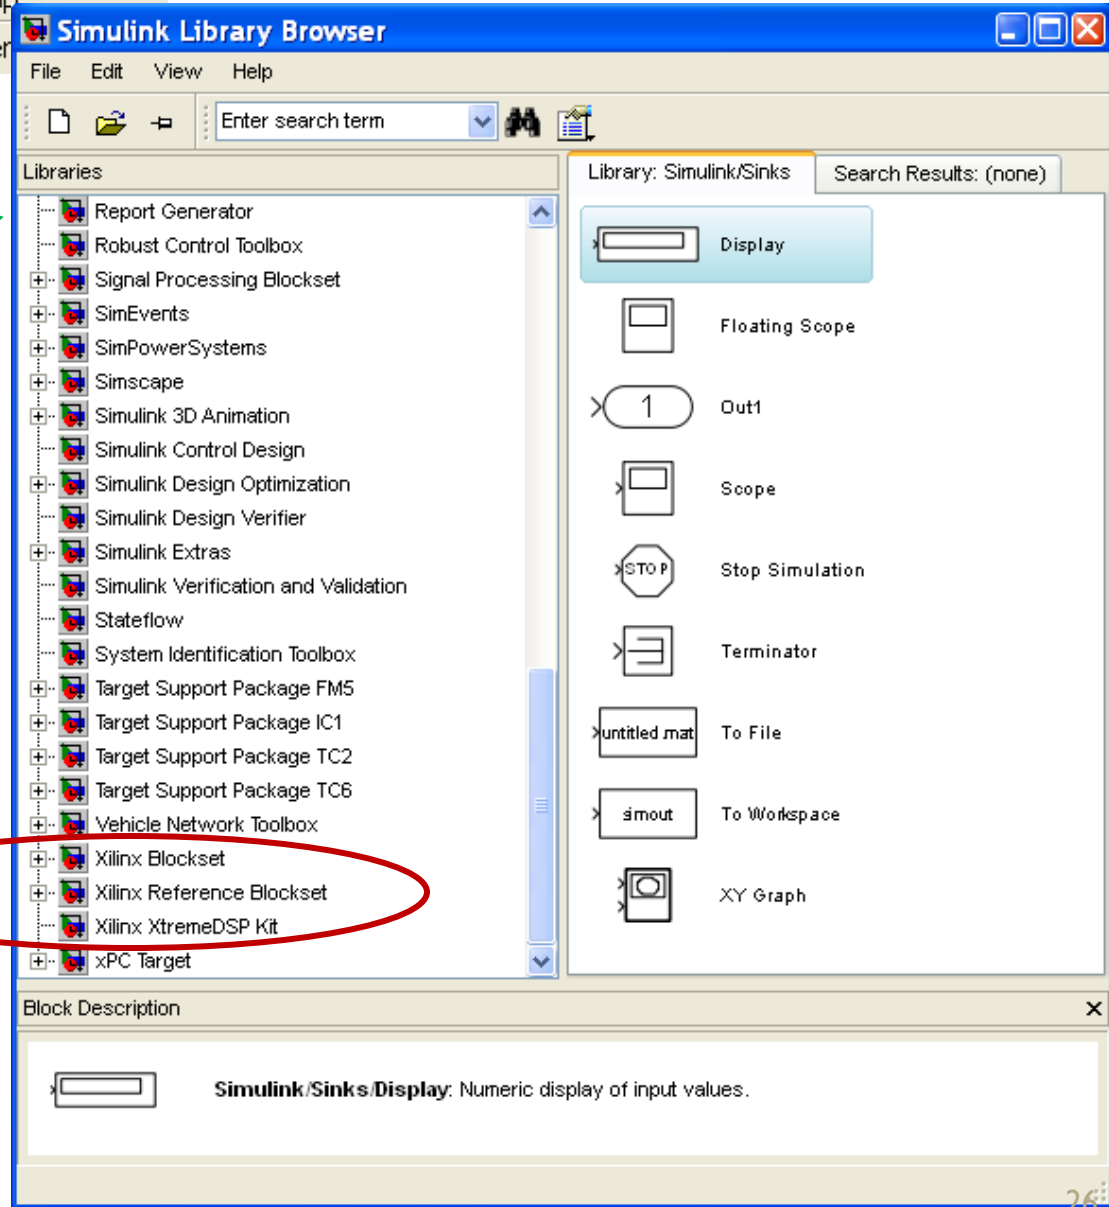 Simulink Library Browser
File Edit View Help
Enter search term
Libraries
Library: Simulink/Sinks
Search Results: (none)
Report Generator
Robust Control Toolbox
Signal Processing Blockset
SimEvents
SimPowerSystems
Simscape
Simulink 3D Animation
Simulink Control Design
Simulink Design Optimization
Simulink Design Verifier
Simulink Extras
Simulink Verification and Validation
Stateflow
System Identification Toolbox
Target Support Package FM5
Target Support Package IC1
Target Support Package TC2
Target Support Package TC6
Vehicle Network Toolbox
Xilinx Blockset
Xilinx Reference Blockset
Xilinx XtremeDSP Kit
xPC Target
Display
Floating Scope
1 Out1
Scope
STOP Stop Simulation
Terminator
untitled.mat To File
simout To Workspace
XY Graph
Block Description
Simulink/Sinks/Display: Numeric display of input values.
26